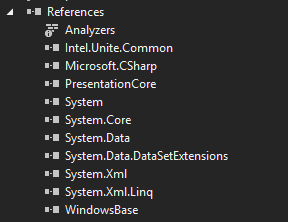 References
Analyzers
Intel.Unite.Common
Microsoft.CSharp
PresentationCore
System
System.Core
System.Data
System.Data.DataSetExtensions
System.Xml
System.Xml.Linq
WindowsBase